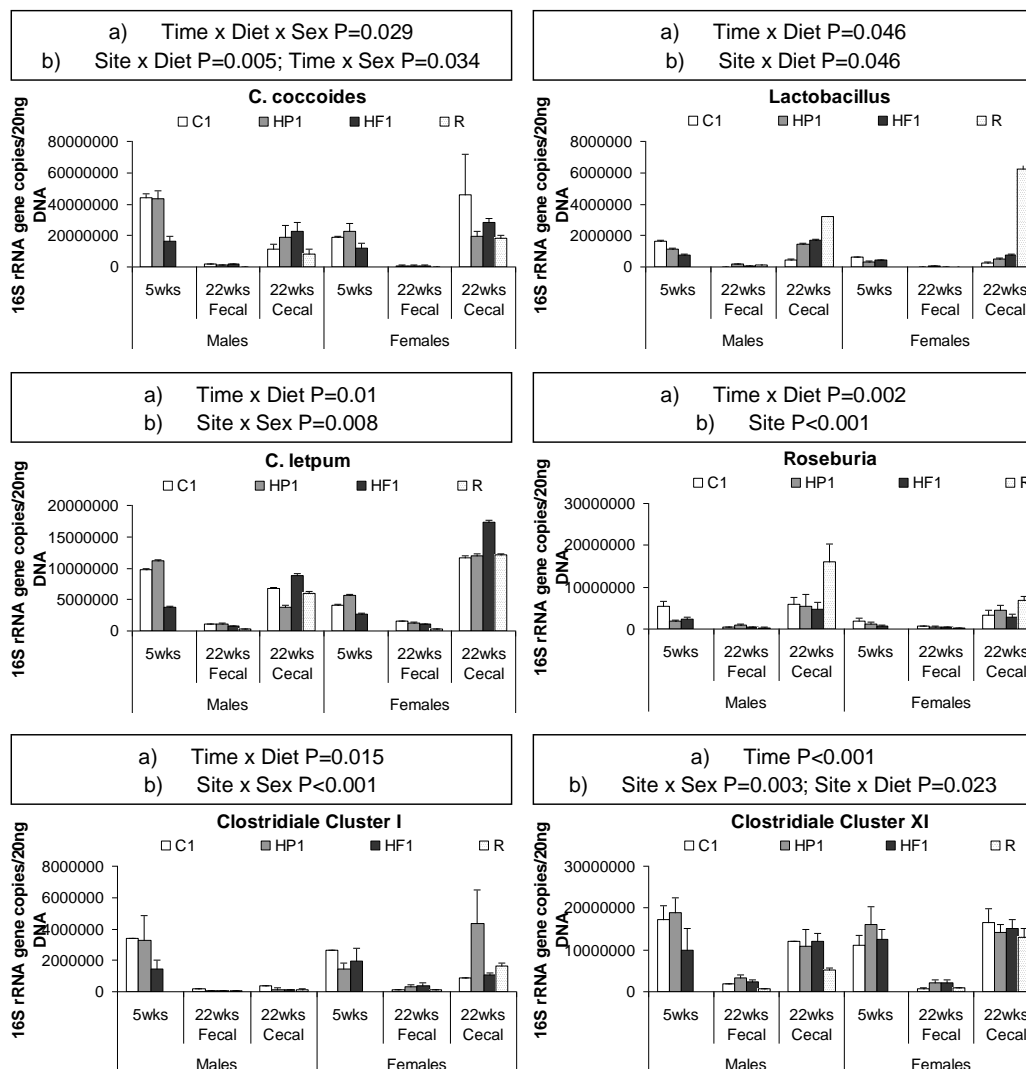 a) Time x Diet x Sex P=0.029
b) Site x Diet P=0.005; Time x Sex P=0.034
C. coccoides
C1 HP1 HF1 R
16S rRNA gene copies/20ng
DNA
80000000
60000000
40000000
20000000
0
5wks 22wks 22wks 5wks 22wks 22wks
Fecal Cecal Fecal Cecal
Males Females
a) Time x Diet P=0.046
b) Site x Diet P=0.046
Lactobacillus
C1 HP1 HF1 R
16S rRNA gene copies/20ng
DNA
8000000
6000000
4000000
2000000
0
5wks 22wks 22wks 5wks 22wks 22wks
Fecal Cecal Fecal Cecal
Males Females
a) Time x Diet P=0.01
b) Site x Sex P=0.008
C. letpum
C1 HP1 HF1 R
16S rRNA gene copies/20ng
DNA
20000000
15000000
10000000
5000000
0
5wks 22wks 22wks 5wks 22wks 22wks
Fecal Cecal Fecal Cecal
Males Females
a) Time x Diet P=0.002
b) Site P<0.001
Roseburia
C1 HP1 HF1 R
16S rRNA gene copies/20ng
DNA
30000000
20000000
10000000
0
5wks 22wks 22wks 5wks 22wks 22wks
Fecal Cecal Fecal Cecal
Males Females
a) Time x Diet P=0.015
b) Site x Sex P<0.001
Clostridiale Cluster I
C1 HP1 HF1 R
16S rRNA gene copies/20ng
DNA
8000000
6000000
4000000
2000000
0
5wks 22wks 22wks 5wks 22wks 22wks
Fecal Cecal Fecal Cecal
Males Females
a) Time P<0.001
b) Site x Sex P=0.003; Site x Diet P=0.023
Clostridiale Cluster XI
C1 HP1 HF1 R
16S rRNA gene copies/20ng
DNA
30000000
20000000
10000000
0
5wks 22wks 22wks 5wks 22wks 22wks
Fecal Cecal Fecal Cecal
Males Females